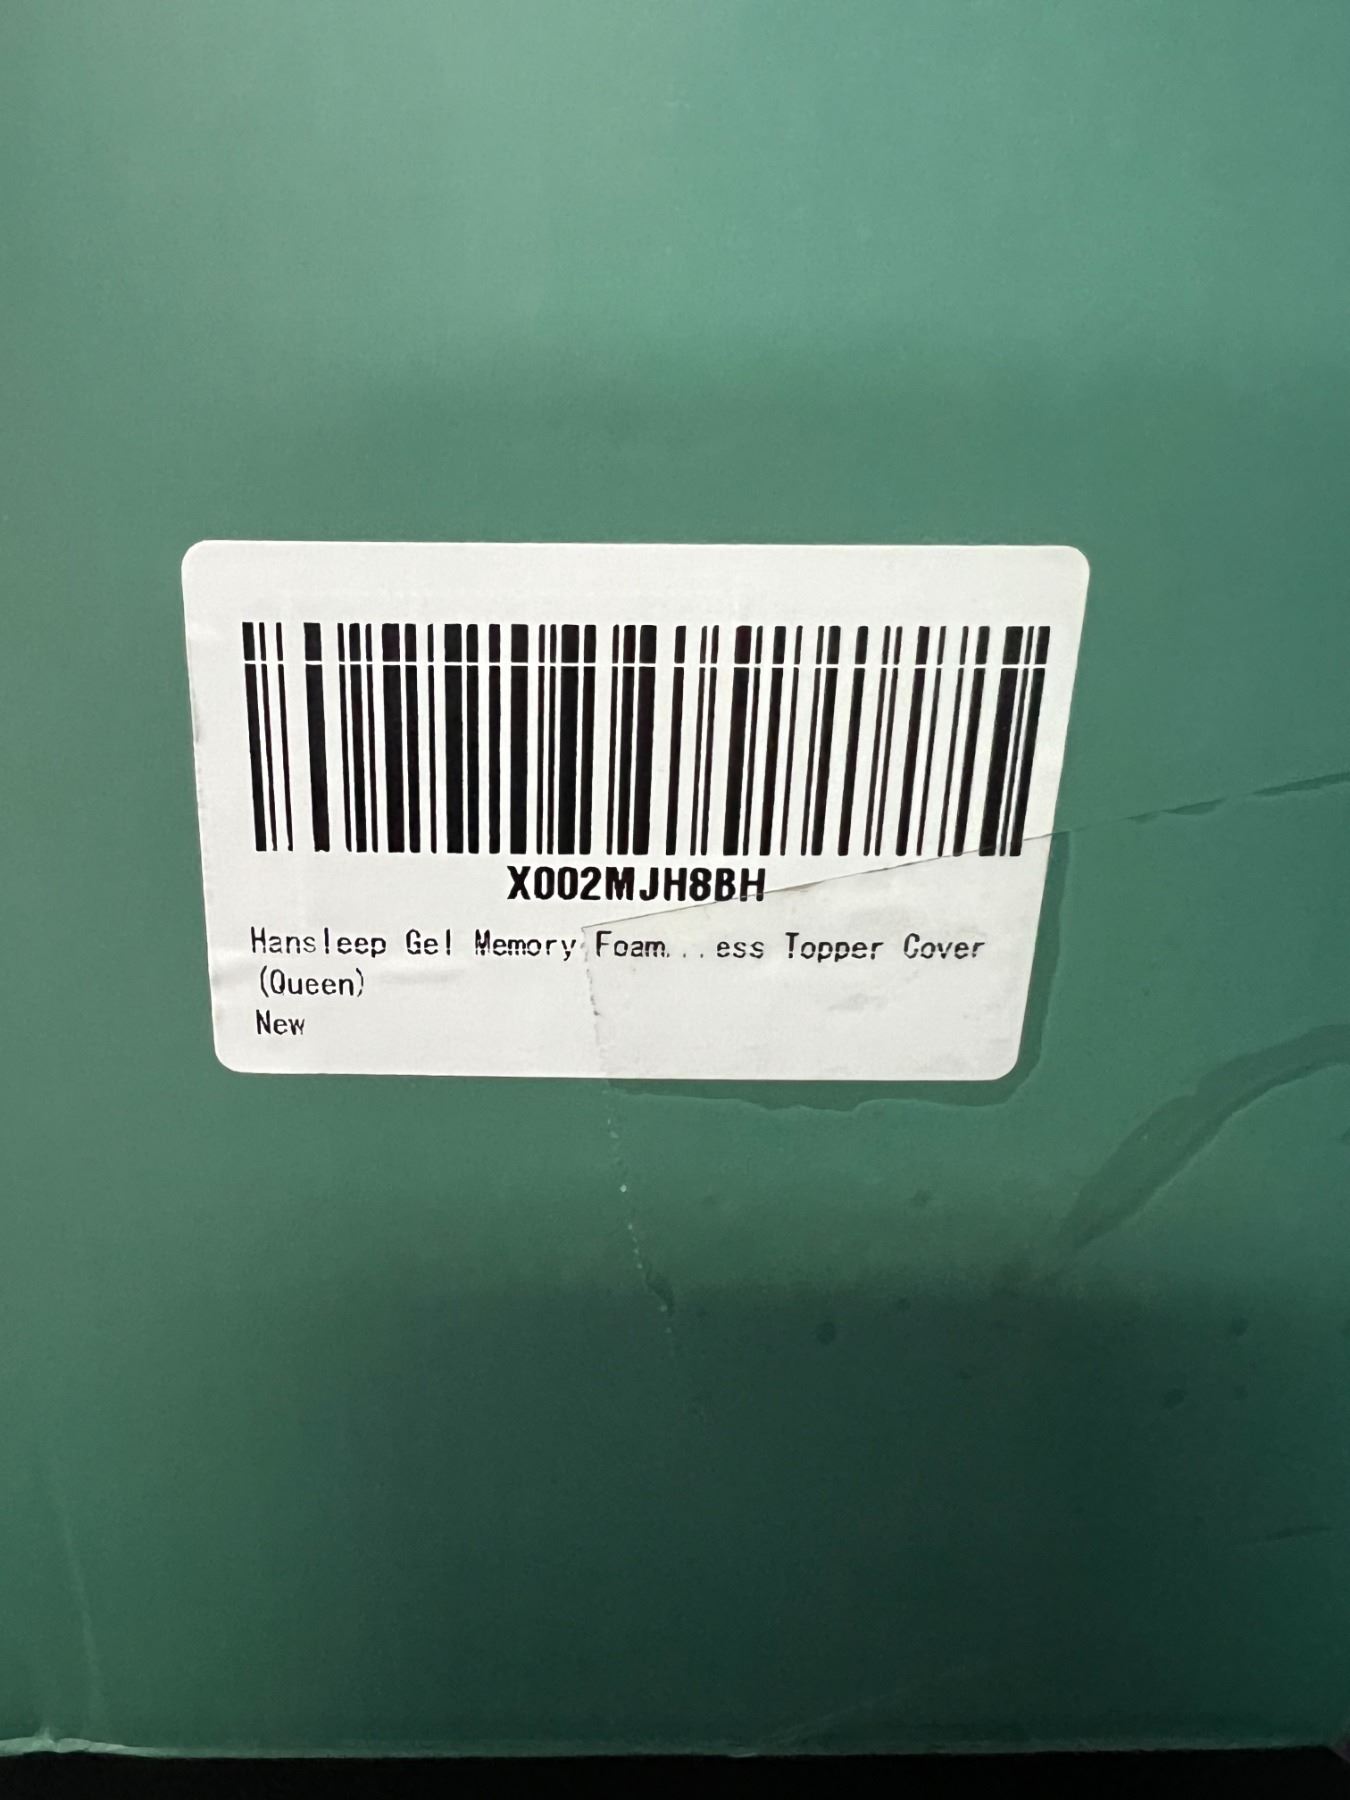 X002MJH8BH
Hansleep Gel Memory Foam...ess Topper Cover
(Queen)
New